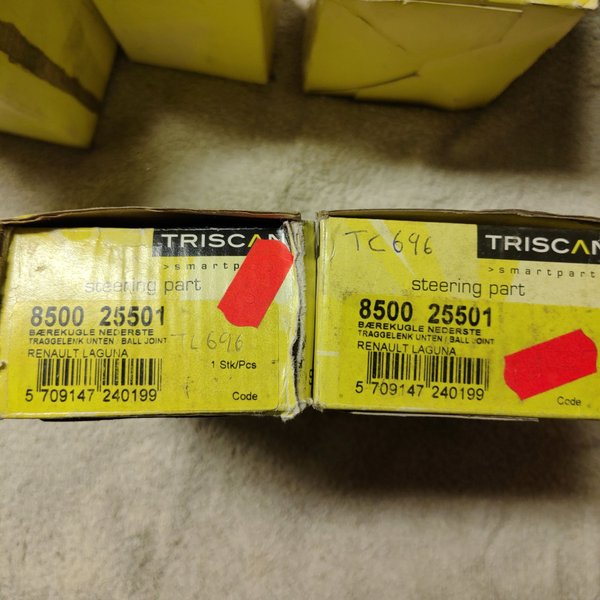 TRISCAN
>smartpart
steering part
8500 25501
BÆREKUGLE NEDERSTE
TRAGGELENK UNTEN / BALL JOINT
TC696
RENAULT LAGUNA
1 Stk/Pcs
5 709147 240199
Code
TC696
TRISCAN
>smartpart
steering part
8500 25501
BÆREKUGLE NEDERSTE
TRAGGELENK UNTEN / BALL JOINT
RENAULT LAGUNA
5 709147 240199
Code